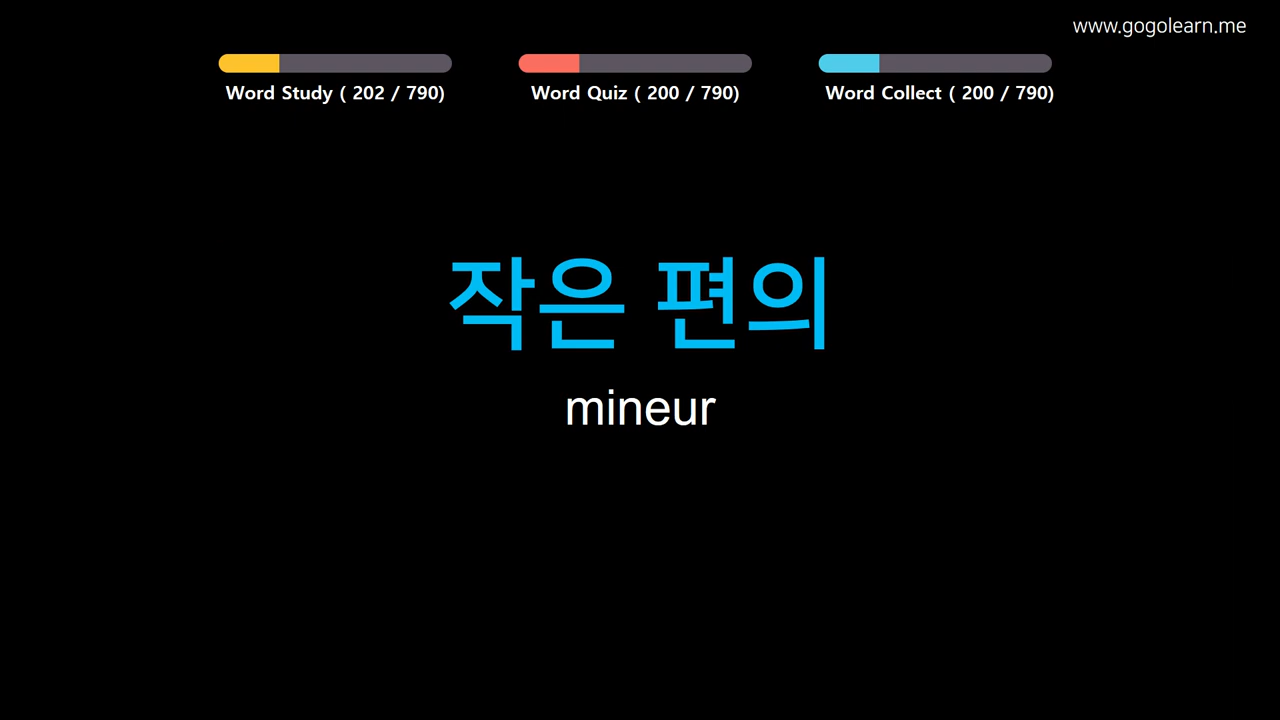 www.gogolearn.me
Word Study ( 202 / 790)
Word Quiz ( 200 / 790)
Word Collect ( 200 / 790)
작은 편의
mineur